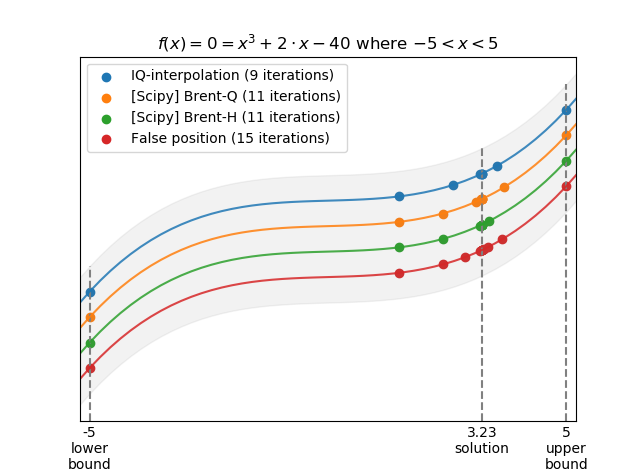 f(x) = 0 = x³ + 2 · x − 40 where −5 < x < 5
IQ-interpolation (9 iterations)
[Scipy] Brent-Q (11 iterations)
[Scipy] Brent-H (11 iterations)
False position (15 iterations)
-5 3.23 5
lower solution upper
bound bound